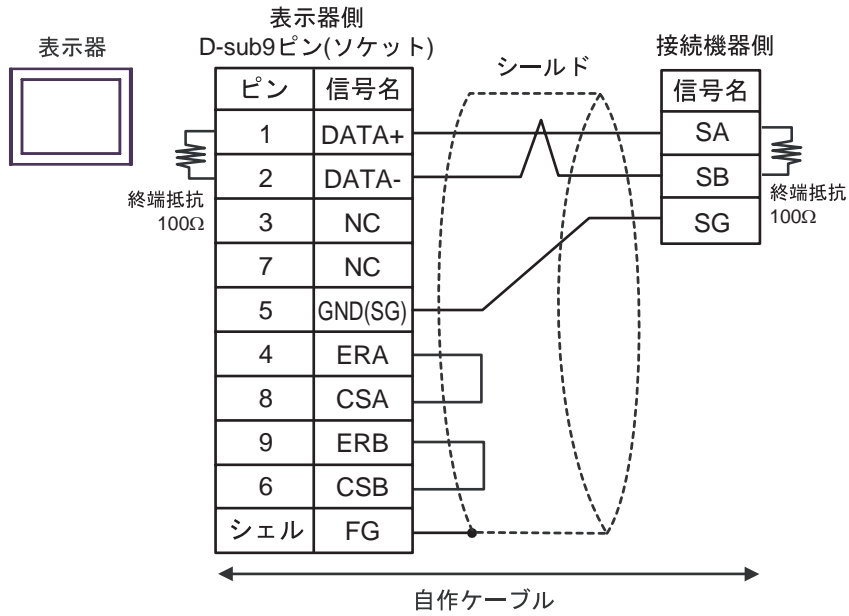 表示器
表示器側
D-sub9ピン(ソケット)
シールド
接続機器側
ピン 信号名
1 DATA+
2 DATA-
3 NC
7 NC
5 GND(SG)
4 ERA
8 CSA
9 ERB
6 CSB
シェル FG
終端抵抗
100Ω
信号名
SA
SB
SG
終端抵抗
100Ω
自作ケーブル